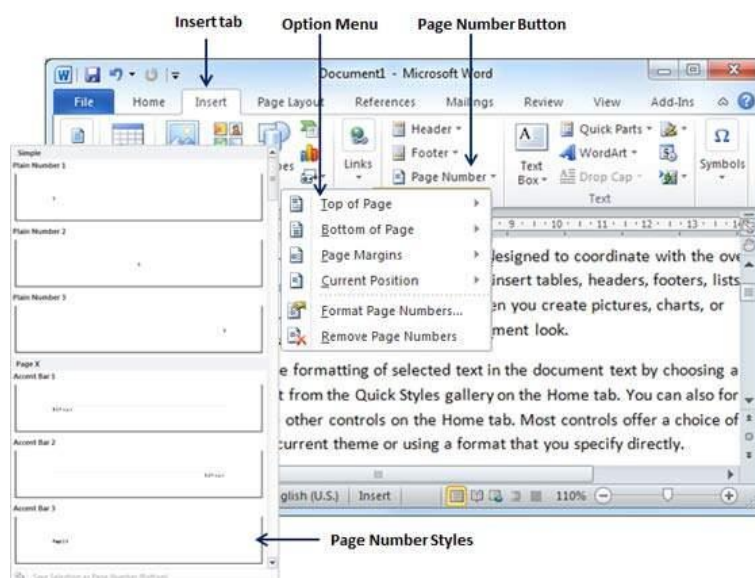 Insert tab Option Menu Page Number Button
Document1 - Microsoft Word
File Home Insert Page Layout References Mailings Review View Add-Ins
Header
Footer
Page Number
Links
Text Box
Quick Parts
WordArt
Drop Cap
Symbols
Text
Simple
Plain Number 1
Plain Number 2
Plain Number 3
Page X
Accent Bar 1
Accent Bar 2
Accent Bar 3
Top of Page
Bottom of Page
Page Margins
Current Position
Format Page Numbers...
Remove Page Numbers
9 10 11 12 13
designed to coordinate with the
insert tables, headers, footers, lists
you create pictures, charts, or
look.
formatting of selected text in the document text by choosing a
from the Quick Styles gallery on the Home tab. You can also
other controls on the Home tab. Most controls offer a choice of
current theme or using a format that you specify directly.
(U.S.) Insert 110%
Page Number Styles